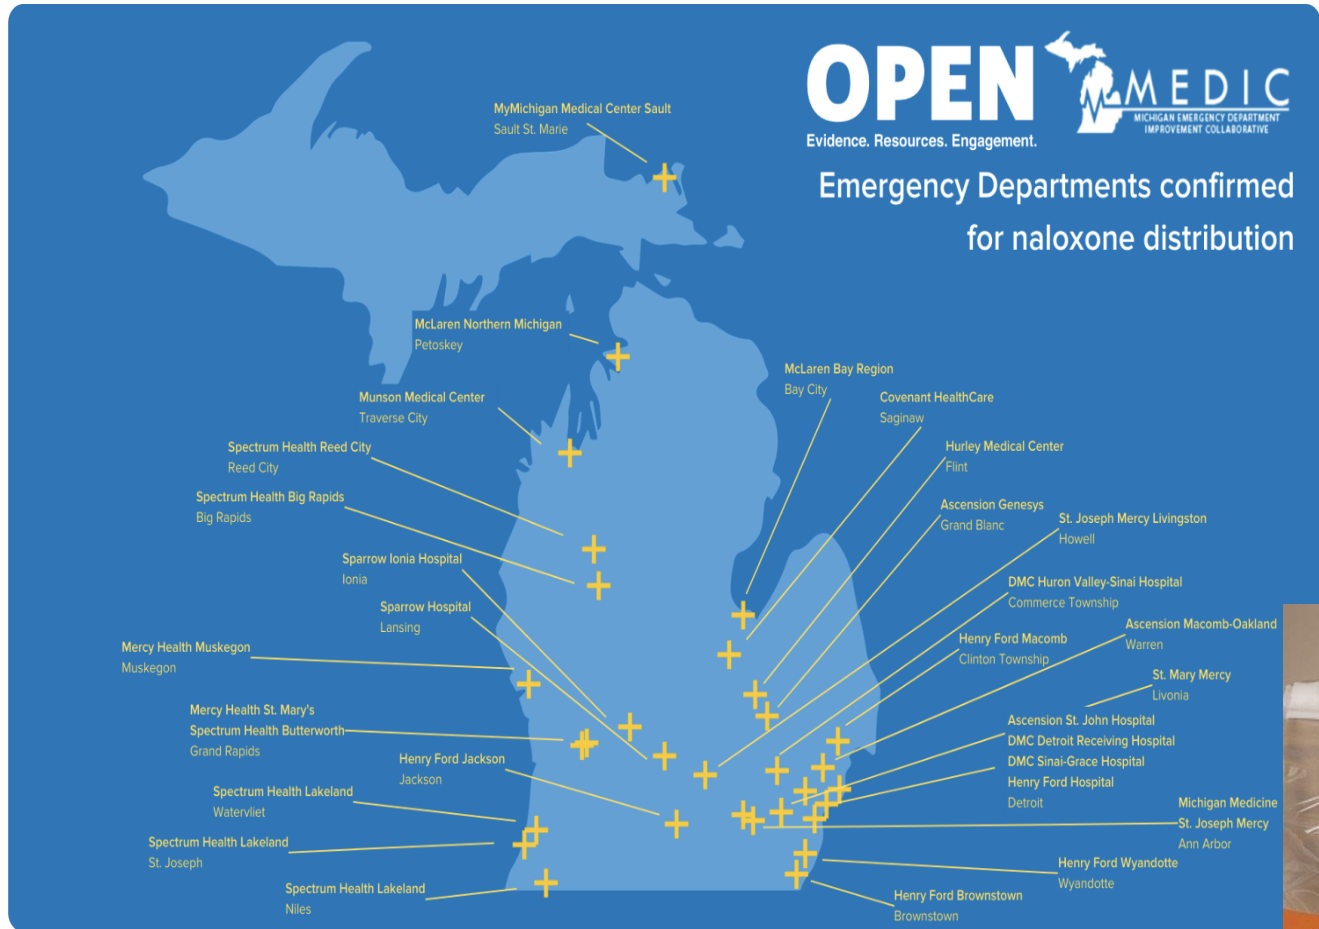 OPEN
Evidence. Resources. Engagement.
MEDIC
MICHIGAN EMERGENCY DEPARTMENT
IMPROVEMENT COLLABORATIVE
Emergency Departments confirmed
for naloxone distribution
MyMichigan Medical Center Sault
Sault St. Marie
McLaren Northern Michigan
Petoskey
Munson Medical Center
Traverse City
Spectrum Health Reed City
Reed City
Spectrum Health Big Rapids
Big Rapids
Sparrow Ionia Hospital
Ionia
Sparrow Hospital
Lansing
Mercy Health Muskegon
Muskegon
Mercy Health St. Mary's
Spectrum Health Butterworth
Grand Rapids
Henry Ford Jackson
Jackson
Spectrum Health Lakeland
Watervliet
Spectrum Health Lakeland
St. Joseph
Spectrum Health Lakeland
Niles
McLaren Bay Region
Bay City
Covenant HealthCare
Saginaw
Hurley Medical Center
Flint
Ascension Genesys
Grand Blanc
St. Joseph Mercy Livingston
Howell
DMC Huron Valley-Sinai Hospital
Commerce Township
Ascension Macomb-Oakland
Warren
Henry Ford Macomb
Clinton Township
St. Mary Mercy
Livonia
Ascension St. John Hospital
DMC Detroit Receiving Hospital
DMC Sinai-Grace Hospital
Henry Ford Hospital
Detroit
Michigan Medicine
St. Joseph Mercy
Ann Arbor
Henry Ford Wyandotte
Wyandotte
Henry Ford Brownstown
Brownstown